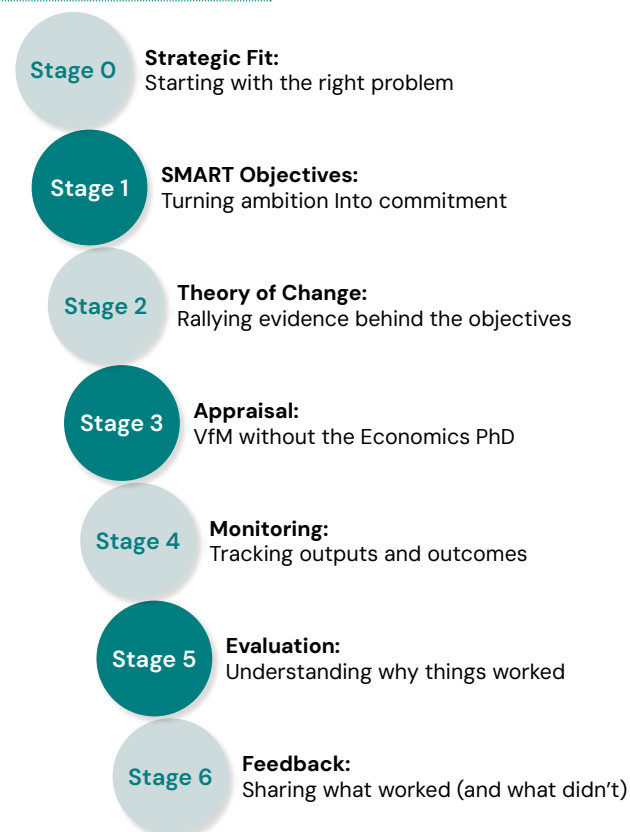 Stage 0
Strategic Fit:
Starting with the right problem
Stage 1
SMART Objectives:
Turning ambition Into commitment
Stage 2
Theory of Change:
Rallying evidence behind the objectives
Stage 3
Appraisal:
VfM without the Economics PhD
Stage 4
Monitoring:
Tracking outputs and outcomes
Stage 5
Evaluation:
Understanding why things worked
Stage 6
Feedback:
Sharing what worked (and what didn’t)